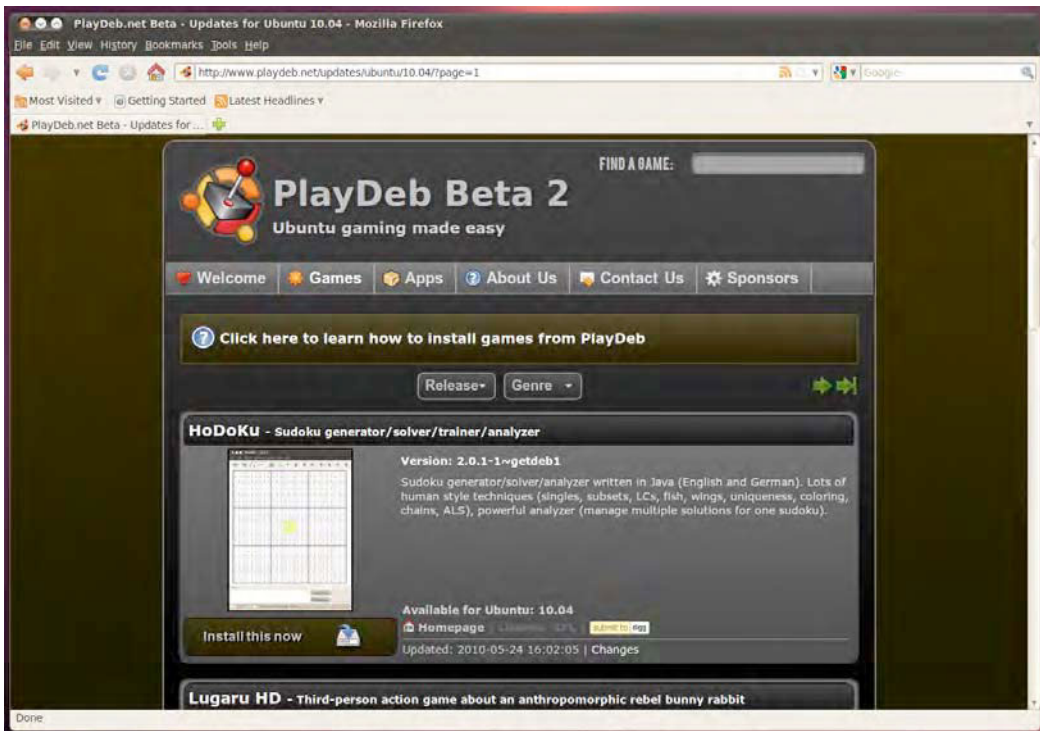 PlayDeb.net Beta - Updates for Ubuntu 10.04 - Mozilla Firefox
File Edit View History Bookmarks Tools Help
http://www.playdeb.net/updates/ubuntu/10.04/?page=1
Google
Most Visited Getting Started Latest Headlines
PlayDeb.net Beta - Updates for ...
FIND A GAME:
PlayDeb Beta 2
Ubuntu gaming made easy
Welcome Games Apps About Us Contact Us Sponsors
Click here to learn how to install games from PlayDeb
Release Genre
HoDoKu - Sudoku generator/solver/trainer/analyzer
Version: 2.0.1-1~getdeb1
Sudoku generator/solver/analyzer written in Java (English and German). Lots of
human style techniques (singles, subsets, LCs, fish, wings, uniqueness, coloring,
chains, ALS), powerful analyzer (manage multiple solutions for one sudoku).
Available for Ubuntu: 10.04
Homepage
Install this now
Updated: 2010-05-24 16:02:05 | Changes
Lugaru HD - Third-person action game about an anthropomorphic rebel bunny rabbit
Done